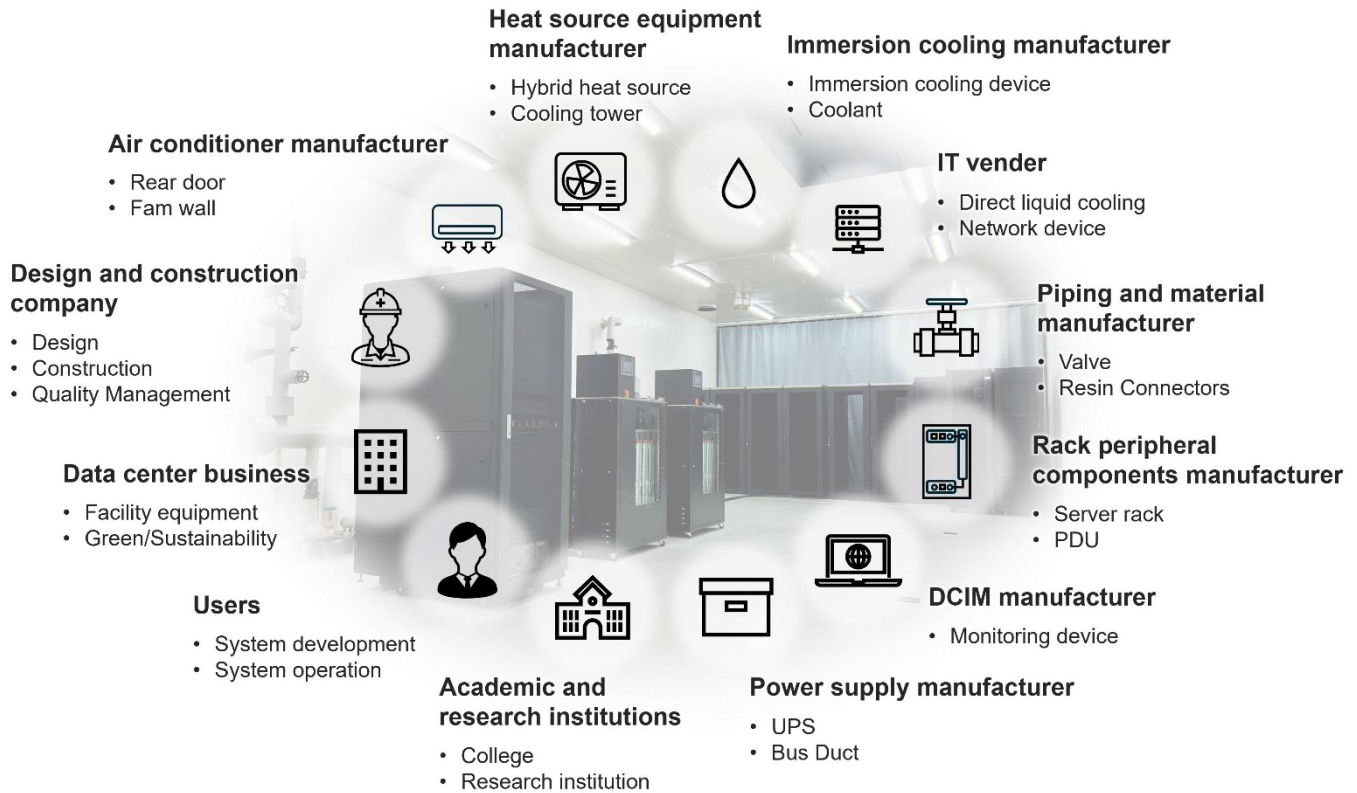 Heat source equipment
manufacturer
• Hybrid heat source
• Cooling tower
Immersion cooling manufacturer
• Immersion cooling device
• Coolant
Air conditioner manufacturer
• Rear door
• Fam wall
IT vender
• Direct liquid cooling
• Network device
Design and construction
company
• Design
• Construction
• Quality Management
Piping and material
manufacturer
• Valve
• Resin Connectors
Data center business
• Facility equipment
• Green/Sustainability
Rack peripheral
components manufacturer
• Server rack
• PDU
Users
• System development
• System operation
DCIM manufacturer
• Monitoring device
Academic and
research institutions
• College
• Research institution
Power supply manufacturer
• UPS
• Bus Duct